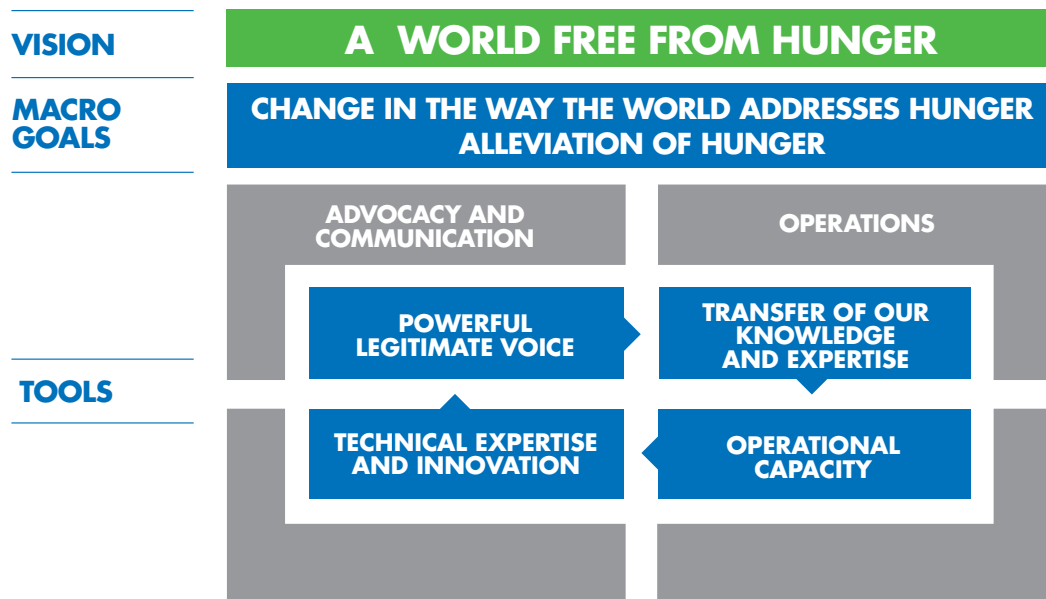 VISION
A WORLD FREE FROM HUNGER
MACRO
GOALS
CHANGE IN THE WAY THE WORLD ADDRESSES HUNGER
ALLEVIATION OF HUNGER
ADVOCACY AND
COMMUNICATION
OPERATIONS
POWERFUL
LEGITIMATE VOICE
TRANSFER OF OUR
KNOWLEDGE
AND EXPERTISE
TOOLS
TECHNICAL EXPERTISE
AND INNOVATION
OPERATIONAL
CAPACITY